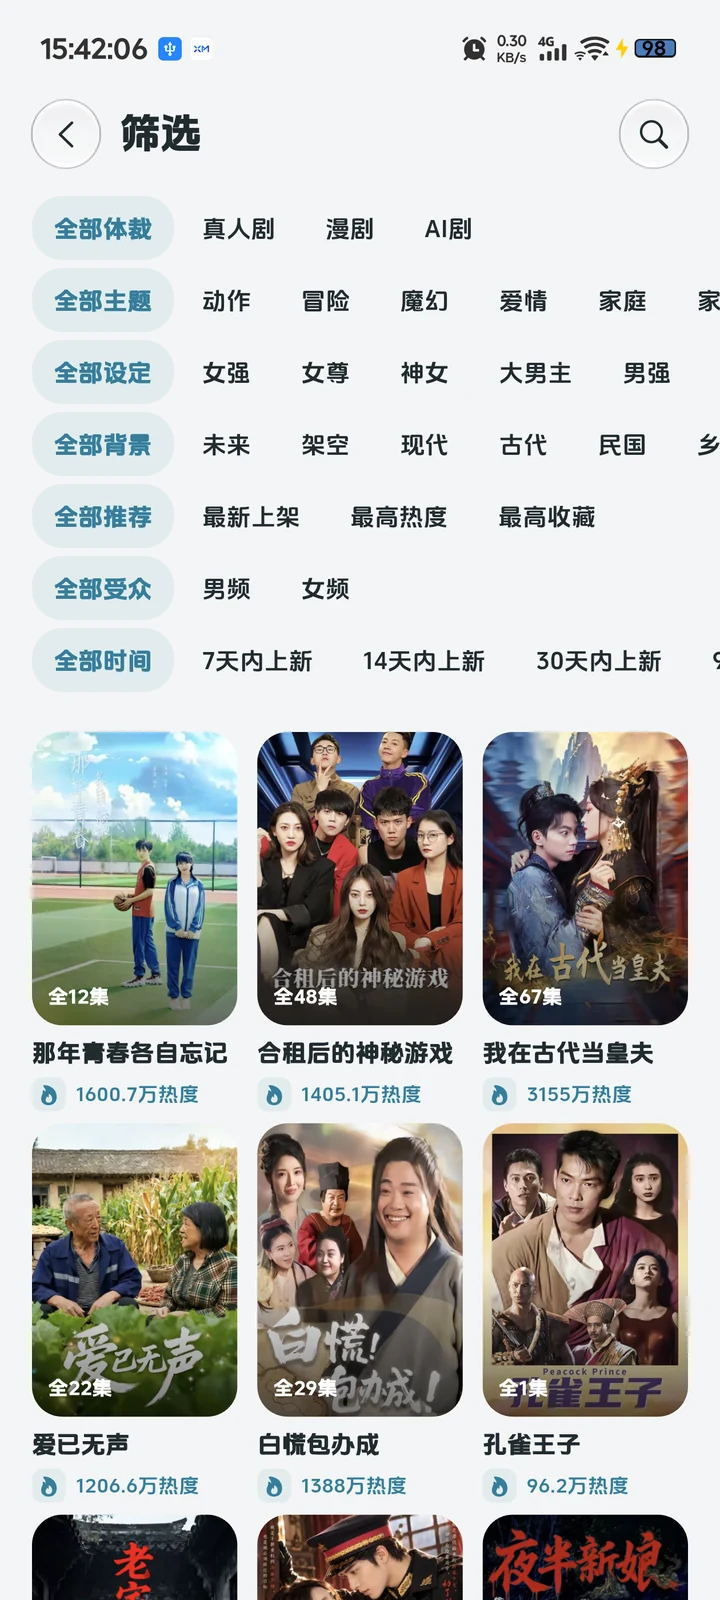 15:42:06
0.30
KB/s
4G
98
筛选
全部体裁 真人剧 漫剧 AI剧
全部主题 动作 冒险 魔幻 爱情 家庭 家
全部设定 女强 女尊 神女 大男主 男强
全部背景 未来 架空 现代 古代 民国 乡
全部推荐 最新上架 最高热度 最高收藏
全部受众 男频 女频
全部时间 7天内上新 14天内上新 30天内上新
合租后的神秘游戏
我在古代当皇夫
全12集 全48集 全67集
那年青春各自忘记 合租后的神秘游戏 我在古代当皇夫
1600.7万热度 1405.1万热度 3155万热度
爱已无声
白慌!
包办成!
Peacock Prince
孔雀王子
全22集 全29集 全1集
爱已无声 白慌包办成 孔雀王子
1206.6万热度 1388万热度 96.2万热度
老
夜半新娘